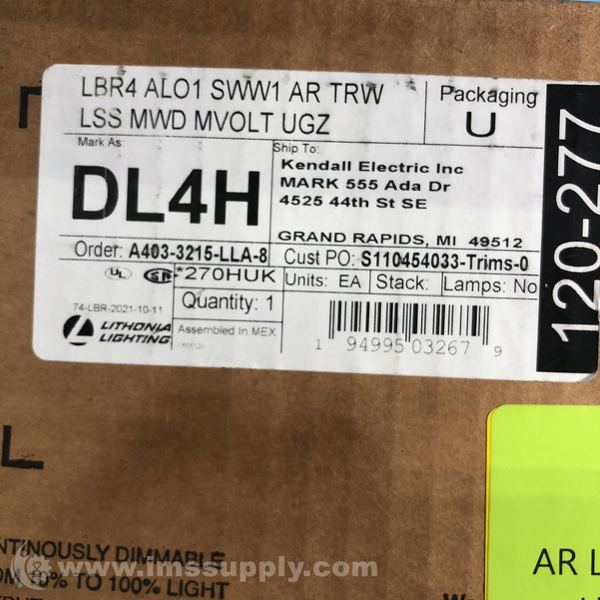 LBR4 ALO1 SWW1 AR TRW
LSS MWD MVOLT UGZ
Packaging
U
Mark As:
DL4H
Ship To:
Kendall Electric Inc
MARK 555 Ada Dr
4525 44th St SE
GRAND RAPIDS, MI 49512
Order: A403-3215-LLA-8
Cust PO: S110454033-Trims-0
UL *270HUK
Units: EA Stack: Lamps: No
74-LBR-2021-10-11
Quantity: 1
LITHONIA
LIGHTING
Assembled In MEX
1 94995 03267 9
120-277
L
NTINOUSLY DIMMABLE
OM 10% TO 100% LIGHT
www.imssupply.com
AR L